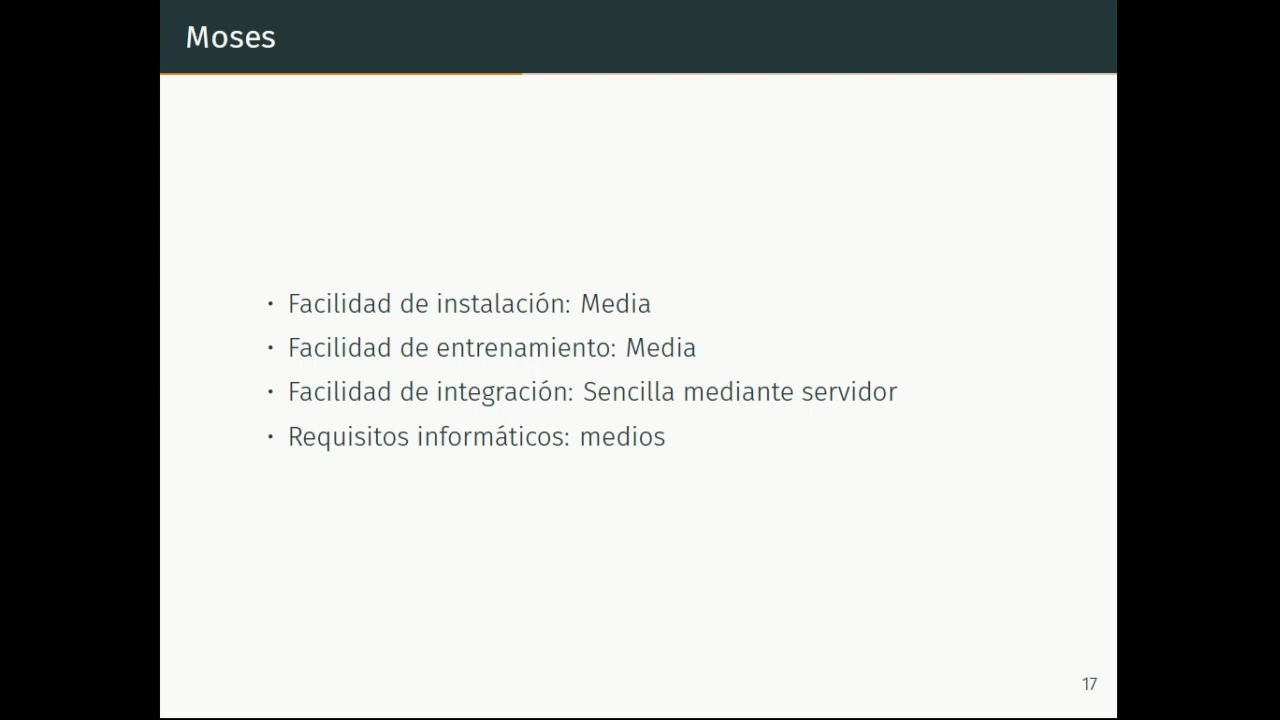 Moses
· Facilidad de instalación: Media
· Facilidad de entrenamiento: Media
· Facilidad de integración: Sencilla mediante servidor
· Requisitos informáticos: medios
17